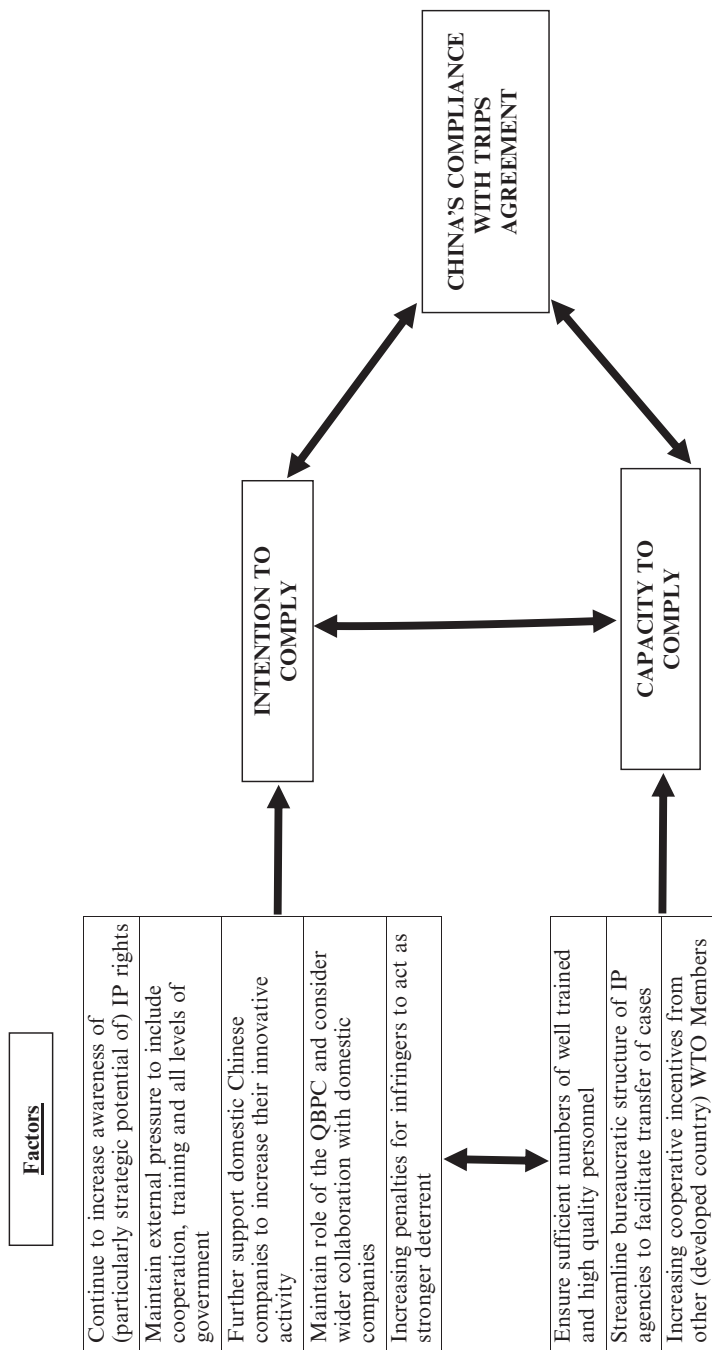 Factors
Continue to increase awareness of
(particularly strategic potential of) IP rights
Maintain external pressure to include
cooperation, training and all levels of
government
Further support domestic Chinese
companies to increase their innovative
activity
Maintain role of the QBPC and consider
wider collaboration with domestic
companies
Increasing penalties for infringers to act as
stronger deterrent
Ensure sufficient numbers of well trained
and high quality personnel
Streamline bureaucratic structure of IP
agencies to facilitate transfer of cases
Increasing cooperative incentives from
other (developed country) WTO Members
INTENTION TO
COMPLY
CAPACITY TO
COMPLY
CHINA'S COMPLIANCE
WITH TRIPS
AGREEMENT